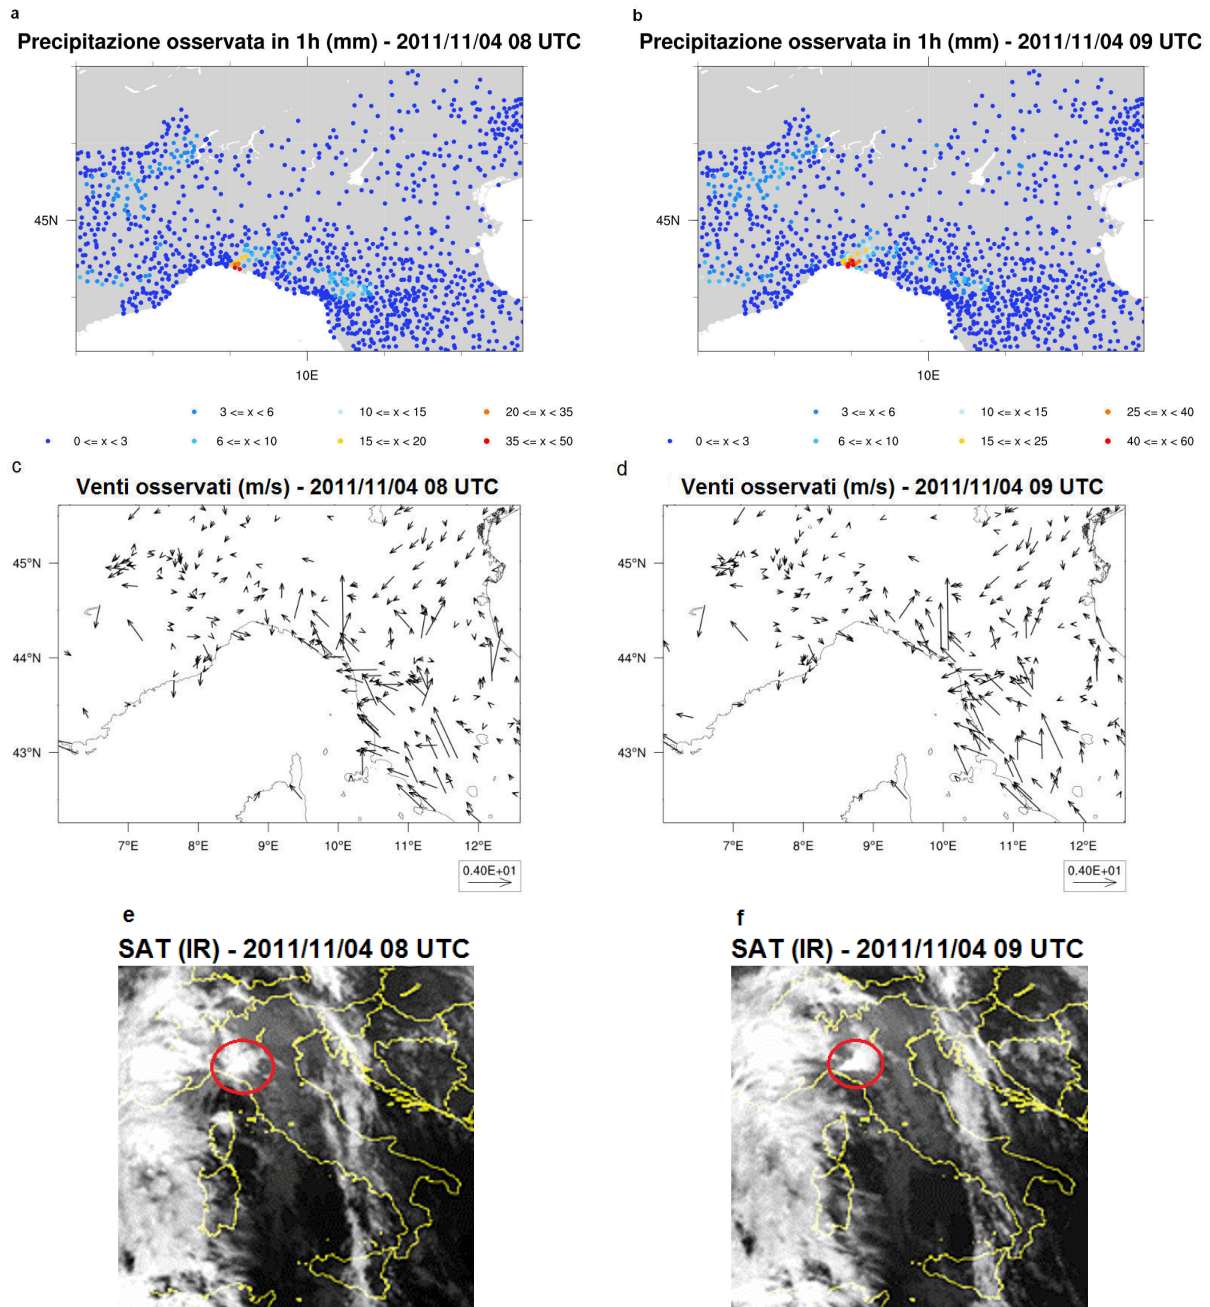 a
b
Precipitazione osservata in 1h (mm) - 2011/11/04 08 UTC
Precipitazione osservata in 1h (mm) - 2011/11/04 09 UTC
45N
45N
10E
10E
3 <= x < 6
10 <= x < 15
20 <= x < 35
0 <= x < 3
6 <= x < 10
15 <= x < 20
35 <= x < 50
3 <= x < 6
10 <= x < 15
25 <= x < 40
0 <= x < 3
6 <= x < 10
15 <= x < 25
40 <= x < 60
c
d
Venti osservati (m/s) - 2011/11/04 08 UTC
Venti osservati (m/s) - 2011/11/04 09 UTC
45°N
44°N
43°N
7°E 8°E 9°E 10°E 11°E 12°E
0.40E+01
45°N
44°N
43°N
7°E 8°E 9°E 10°E 11°E 12°E
0.40E+01
e
f
SAT (IR) - 2011/11/04 08 UTC
SAT (IR) - 2011/11/04 09 UTC